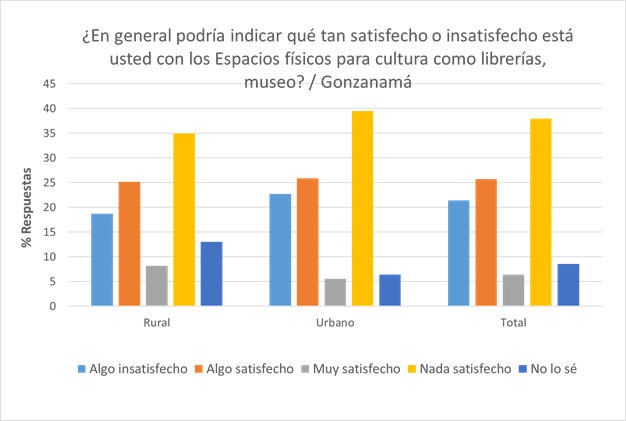 ¿En general podría indicar qué tan satisfecho o insatisfecho está
usted con los Espacios físicos para cultura como librerías,
museo? / Gonzanamá
45
40
35
30
25
20
15
10
5
0
% Respuestas
Rural Urbano Total
Algo insatisfecho Algo satisfecho Muy satisfecho Nada satisfecho No lo sé